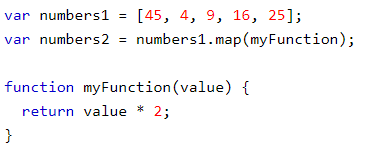 var numbers1 = [45, 4, 9, 16, 25];
var numbers2 = numbers1.map(myFunction);

function myFunction(value) {
  return value * 2;
}